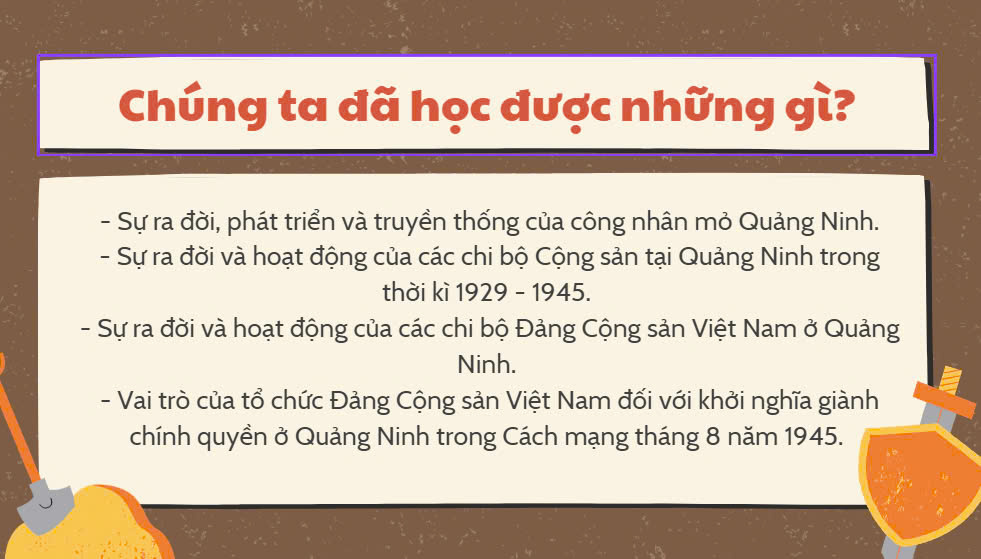 Chúng ta đã học được những gì?
- Sự ra đời, phát triển và truyền thống của công nhân mỏ Quảng Ninh.
- Sự ra đời và hoạt động của các chi bộ Cộng sản tại Quảng Ninh trong
thời kì 1929 - 1945.
- Sự ra đời và hoạt động của các chi bộ Đảng Cộng sản Việt Nam ở Quảng
Ninh.
- Vai trò của tổ chức Đảng Cộng sản Việt Nam đối với khởi nghĩa giành
chính quyền ở Quảng Ninh trong Cách mạng tháng 8 năm 1945.